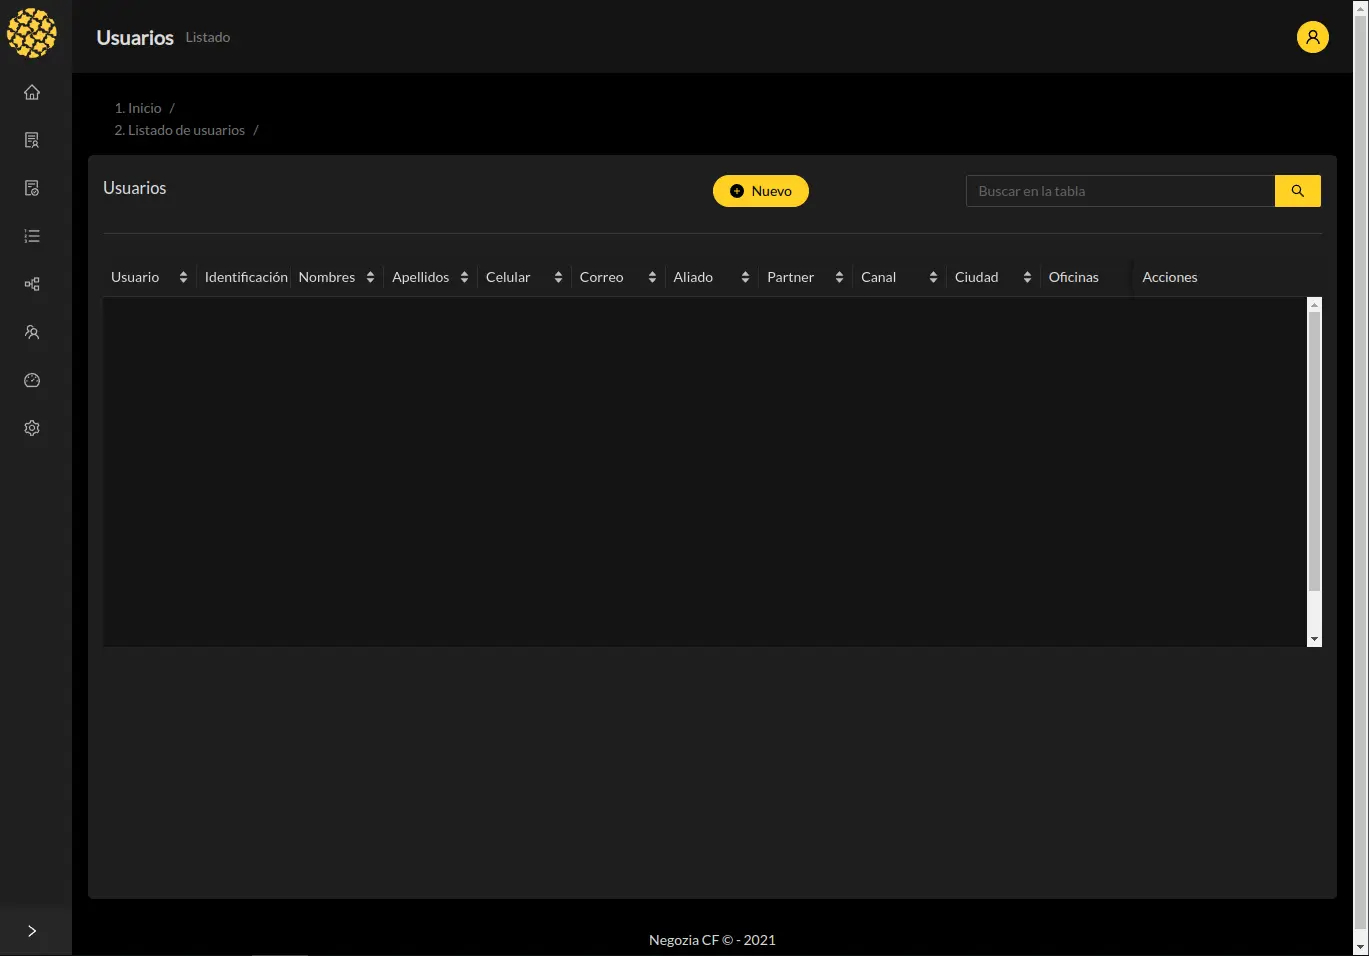 Usuarios Listado
1. Inicio /
2. Listado de usuarios /
Usuarios
Nuevo
Buscar en la tabla
Usuario Identificación Nombres Apellidos Celular Correo Aliado Partner Canal Ciudad Oficinas Acciones
Negozia CF © - 2021